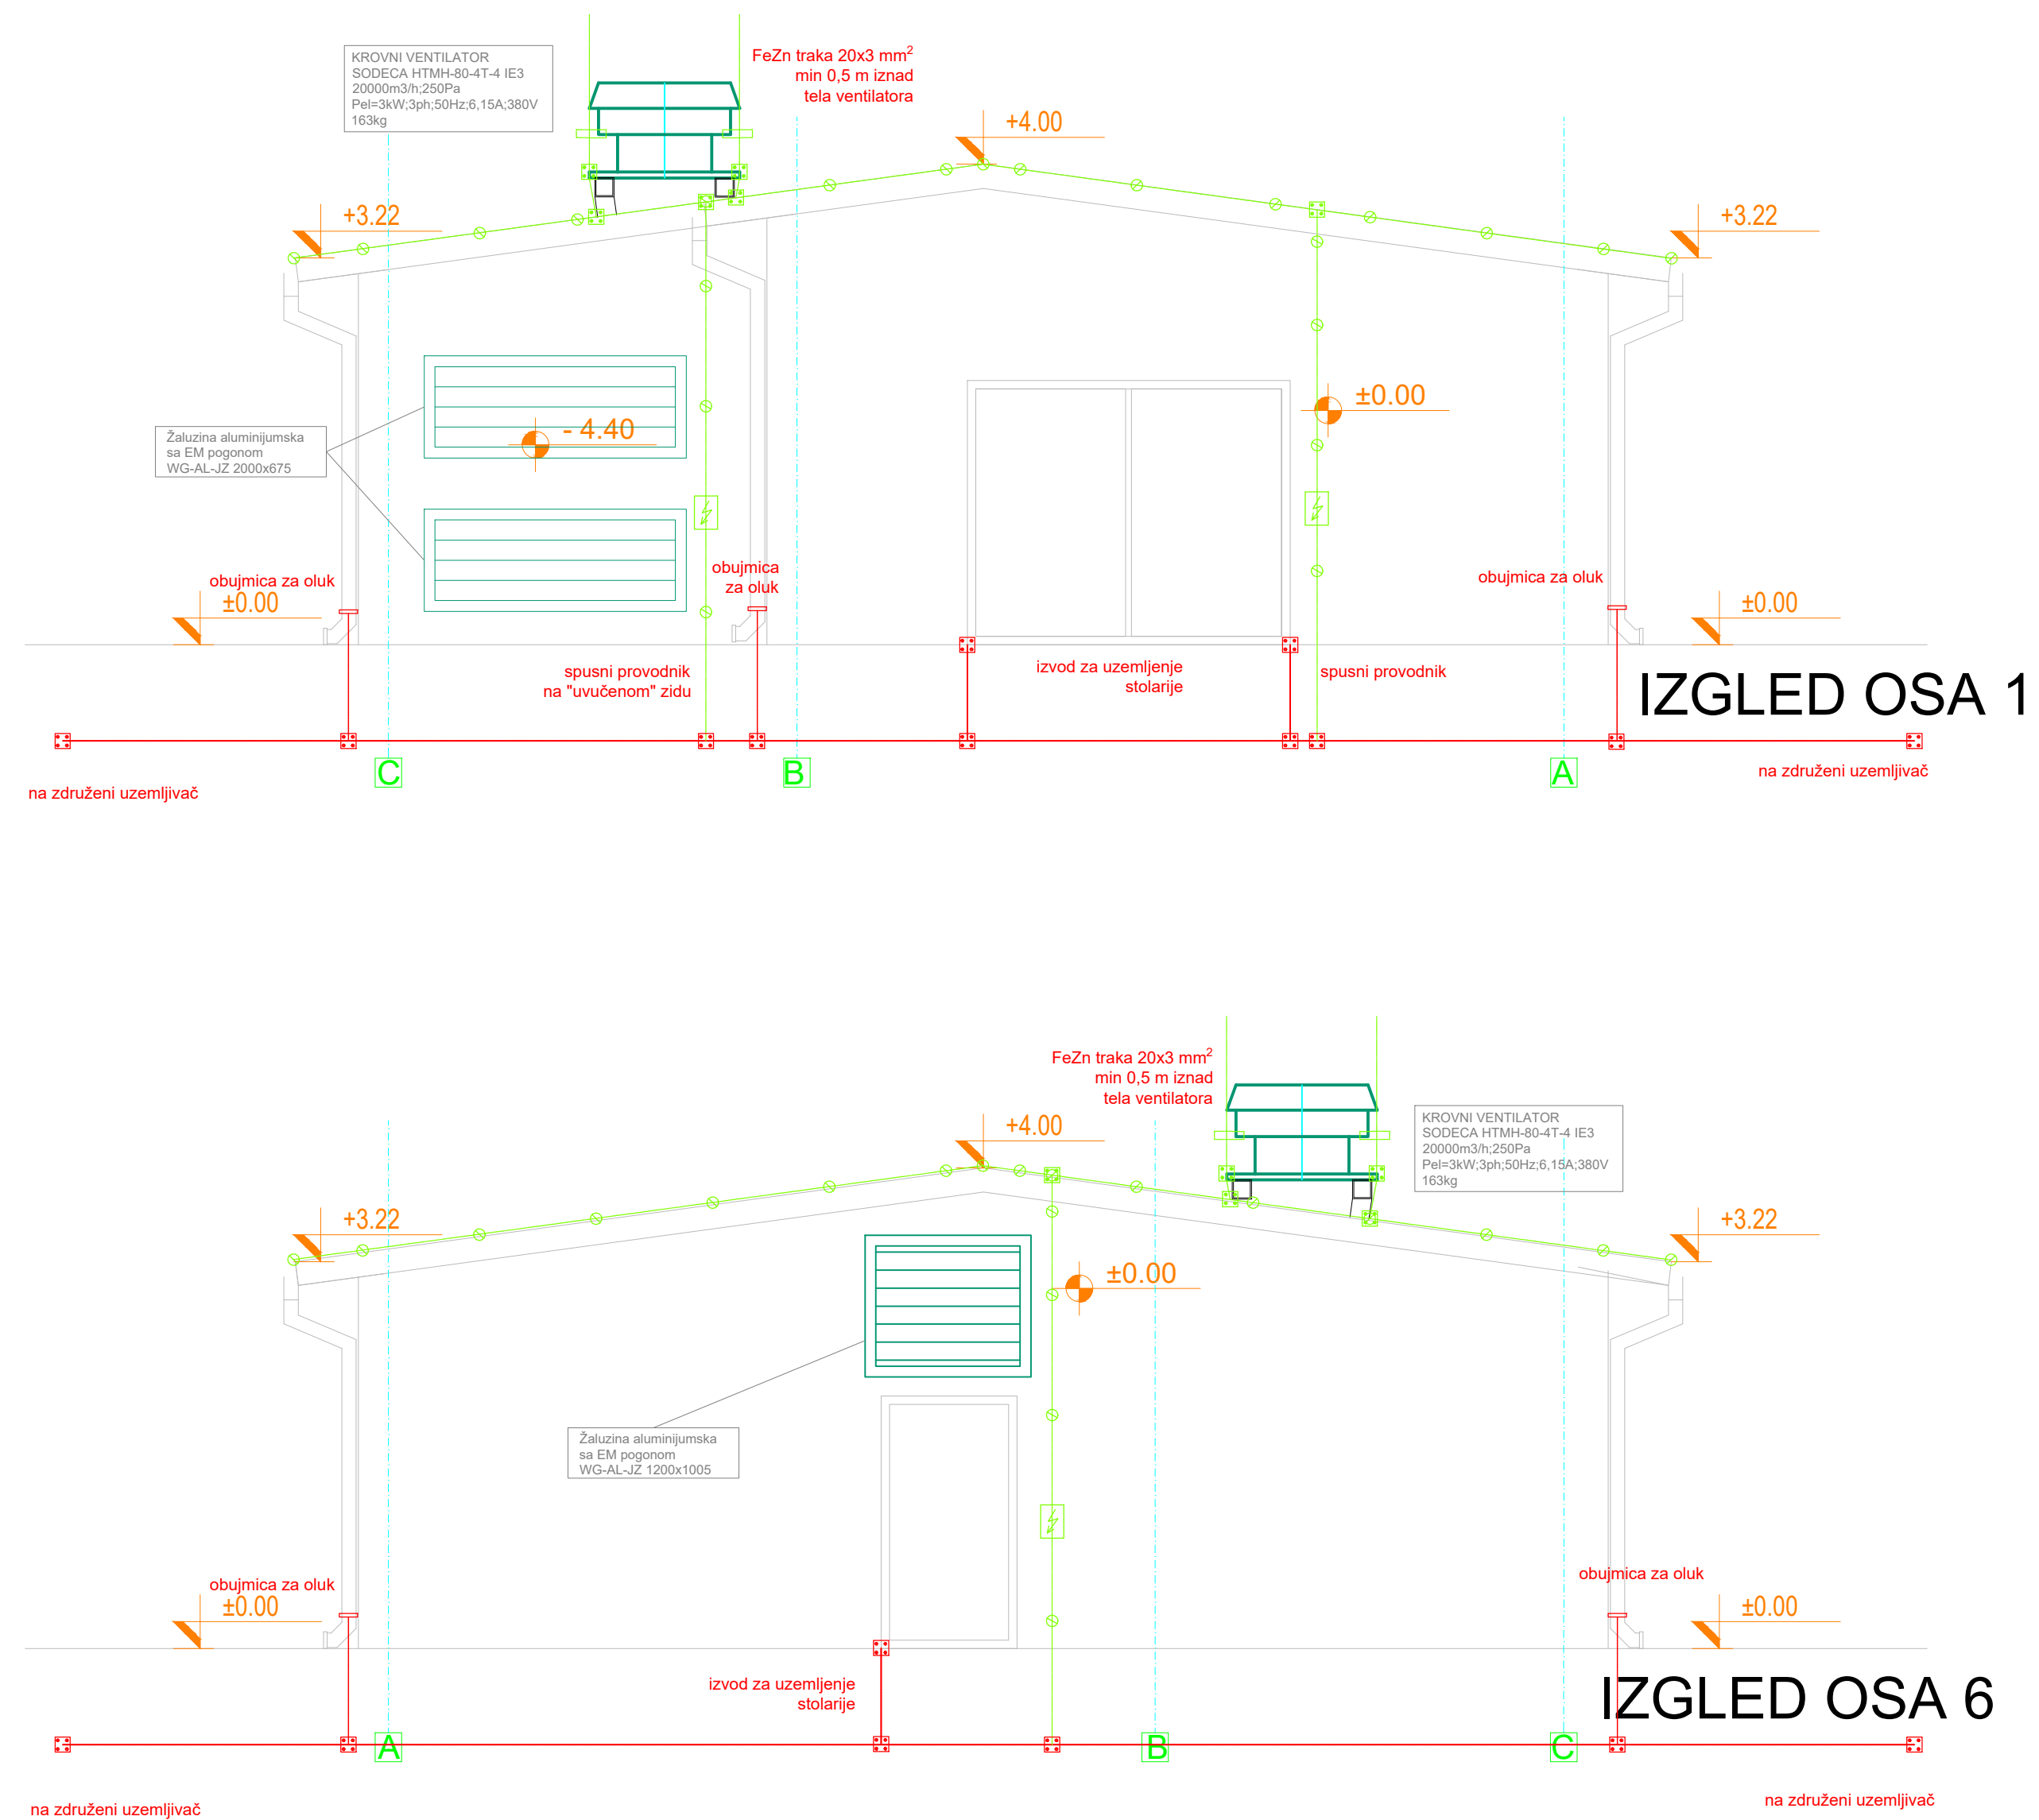 KROVNI VENTILATOR
SODECA HTMH-80-4T-4 IE3
20000m3/h;250Pa
Pel=3kW;3ph;50Hz;6,15A;380V
163kg
FeZn traka 20x3 mm²
min 0,5 m iznad
tela ventilatora
+4.00
+3.22
+3.22
±0.00
- 4.40
Žaluzina aluminijumska
sa EM pogonom
WG-AL-JZ 2000x675
obujmica za oluk
±0.00
obujmica
za oluk
obujmica za oluk
±0.00
spusni provodnik
na "uvučenom" zidu
izvod za uzemljenje
stolarije
spusni provodnik
IZGLED OSA 1
C
B
A
na združeni uzemljivač
na združeni uzemljivač
FeZn traka 20x3 mm²
min 0,5 m iznad
tela ventilatora
KROVNI VENTILATOR
SODECA HTMH-80-4T-4 IE3
20000m3/h;250Pa
Pel=3kW;3ph;50Hz;6,15A;380V
163kg
+4.00
+3.22
+3.22
±0.00
Žaluzina aluminijumska
sa EM pogonom
WG-AL-JZ 1200x1005
obujmica za oluk
±0.00
obujmica za oluk
±0.00
izvod za uzemljenje
stolarije
IZGLED OSA 6
A
B
C
na združeni uzemljivač
na združeni uzemljivač